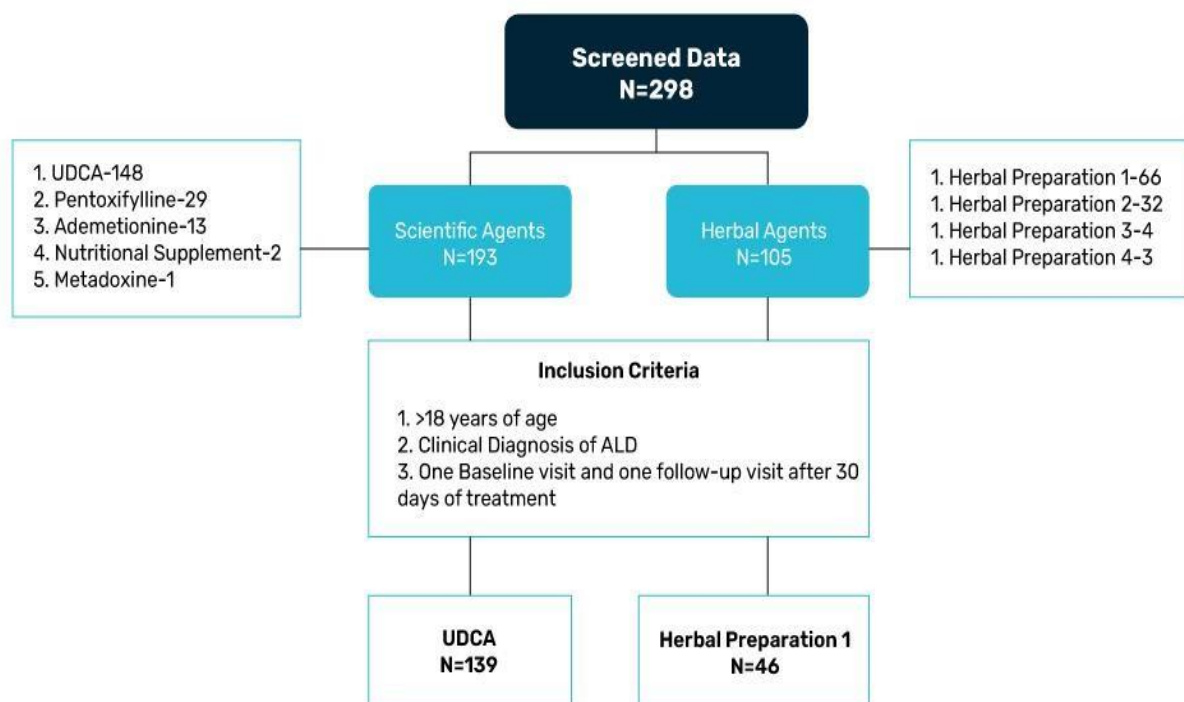 Screened Data
N=298
1. UDCA-148
2. Pentoxifylline-29
3. Ademetionine-13
4. Nutritional Supplement-2
5. Metadoxine-1
Scientific Agents
N=193
Herbal Agents
N=105
1. Herbal Preparation 1-66
1. Herbal Preparation 2-32
1. Herbal Preparation 3-4
1. Herbal Preparation 4-3
Inclusion Criteria
1. >18 years of age
2. Clinical Diagnosis of ALD
3. One Baseline visit and one follow-up visit after 30
days of treatment
UDCA
N=139
Herbal Preparation 1
N=46